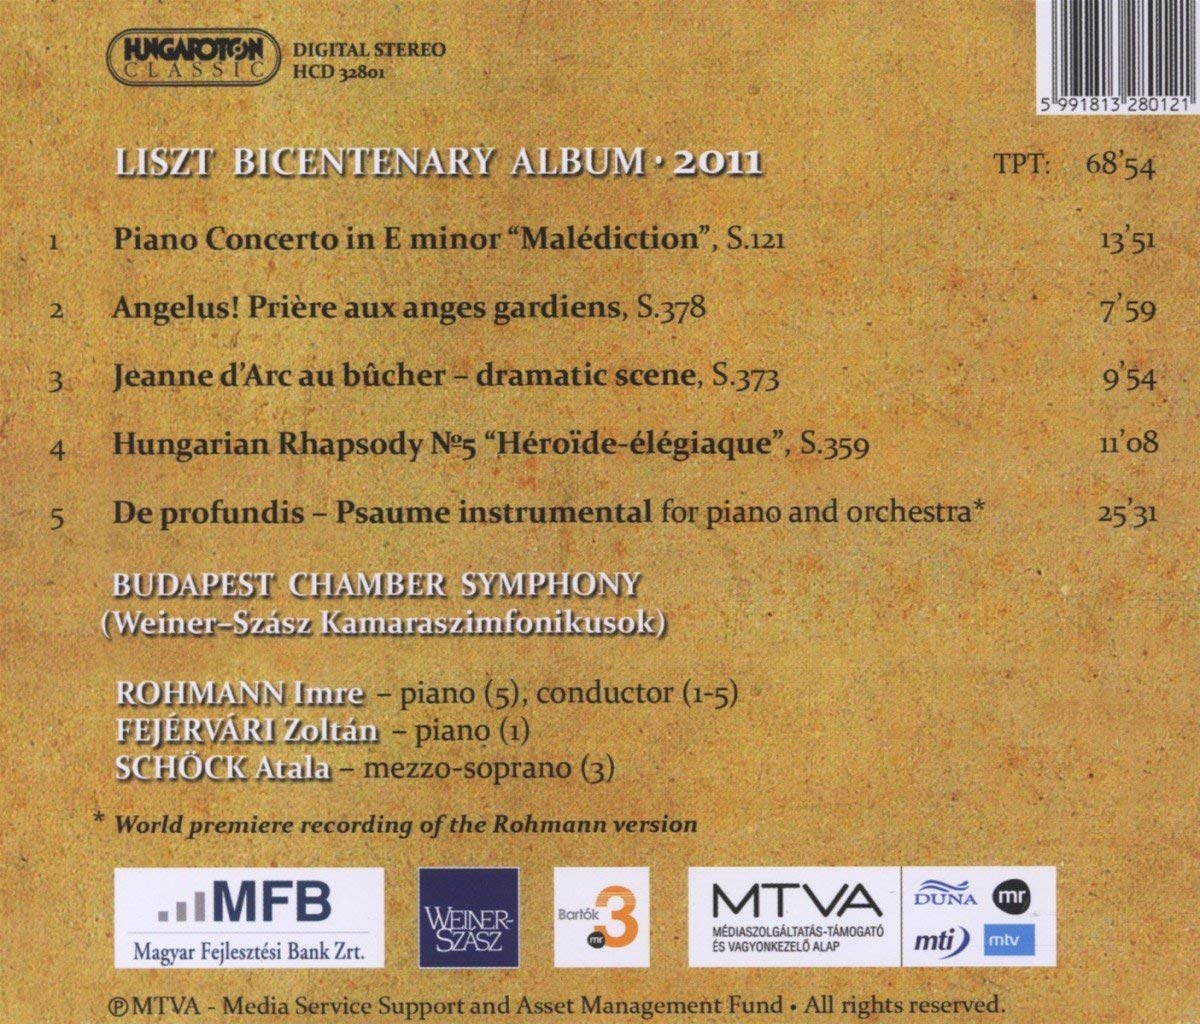 HUNGAROTON
CLASSIC
DIGITAL STEREO
HCD 32801
5 991813 280121
LISZT BICENTENARY ALBUM · 2011 TPT: 68'54
1 Piano Concerto in E minor “Malédiction”, S.121 13'51
2 Angelus! Prière aux anges gardiens, S.378 7'59
3 Jeanne d'Arc au bûcher – dramatic scene, S.373 9'54
4 Hungarian Rhapsody №5 “Héroïde-élégiaque”, S.359 11'08
5 De profundis – Psaume instrumental for piano and orchestra* 25'31
BUDAPEST CHAMBER SYMPHONY
(Weiner–Szász Kamaraszimfonikusok)
ROHMANN Imre – piano (5), conductor (1-5)
FEJÉRVÁRI Zoltán – piano (1)
SCHÖCK Atala – mezzo-soprano (3)
* World premiere recording of the Rohmann version
MFB
Magyar Fejlesztési Bank Zrt.
WEINER-
SZÁSZ
Bartók 3
mr
MTVA
MÉDIASZOLGÁLTATÁS-TÁMOGATÓ
ÉS VAGYONKEZELŐ ALAP
DUNA mr
mti mtv
℗ MTVA - Media Service Support and Asset Management Fund • All rights reserved.